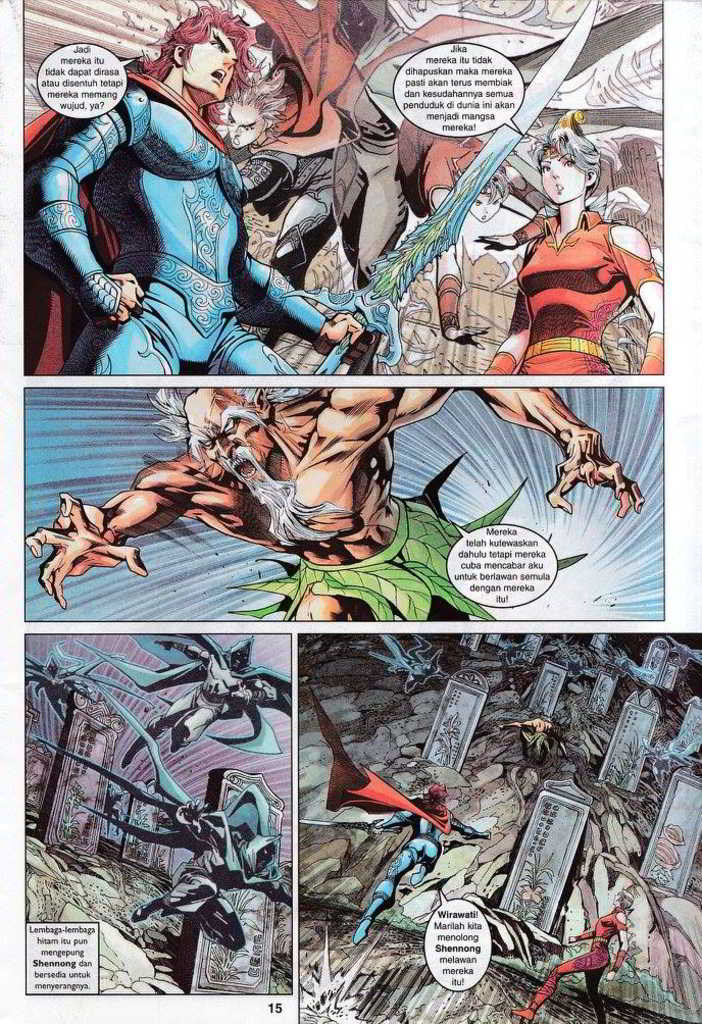 Jadi
mereka itu
tidak dapat dirasa
atau disentuh tetapi
mereka memang
wujud, ya?
Jika
mereka itu tidak
dihapuskan maka mereka
pasti akan terus membiak
dan kesudahannya semua
penduduk di dunia ini akan
menjadi mangsa
mereka!
Mereka
telah kutewaskan
dahulu tetapi mereka
cuba mencabar aku
untuk berlawan semula
dengan mereka
itu!
Lembaga-lembaga
hitam itu pun
mengepung
Shennong dan
bersedia untuk
menyerangnya.
Wirawati!
Marilah kita
menolong
Shennong
melawan
mereka
itu!
15